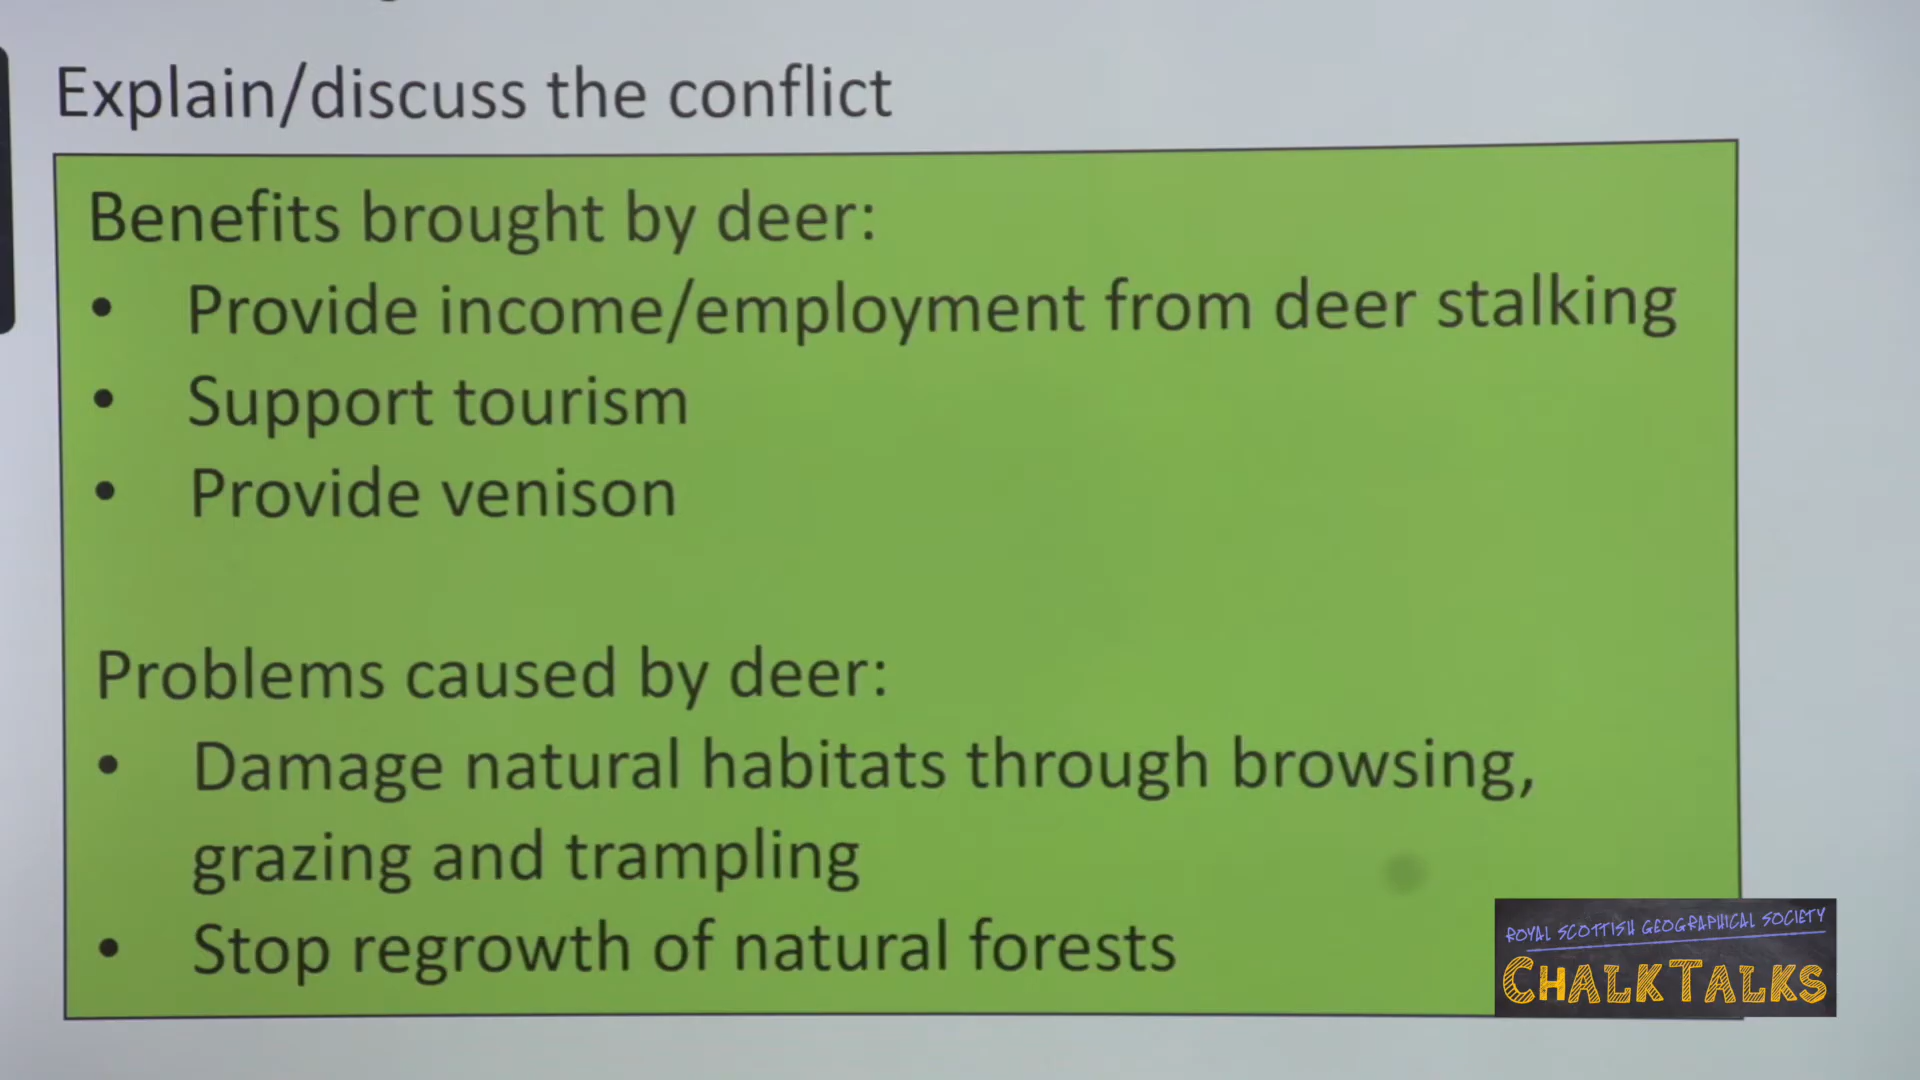 Explain/discuss the conflict
Benefits brought by deer:
• Provide income/employment from deer stalking
• Support tourism
• Provide venison
Problems caused by deer:
• Damage natural habitats through browsing,
grazing and trampling
• Stop regrowth of natural forests
ROYAL SCOTTISH GEOGRAPHICAL SOCIETY
CHALKTALKS